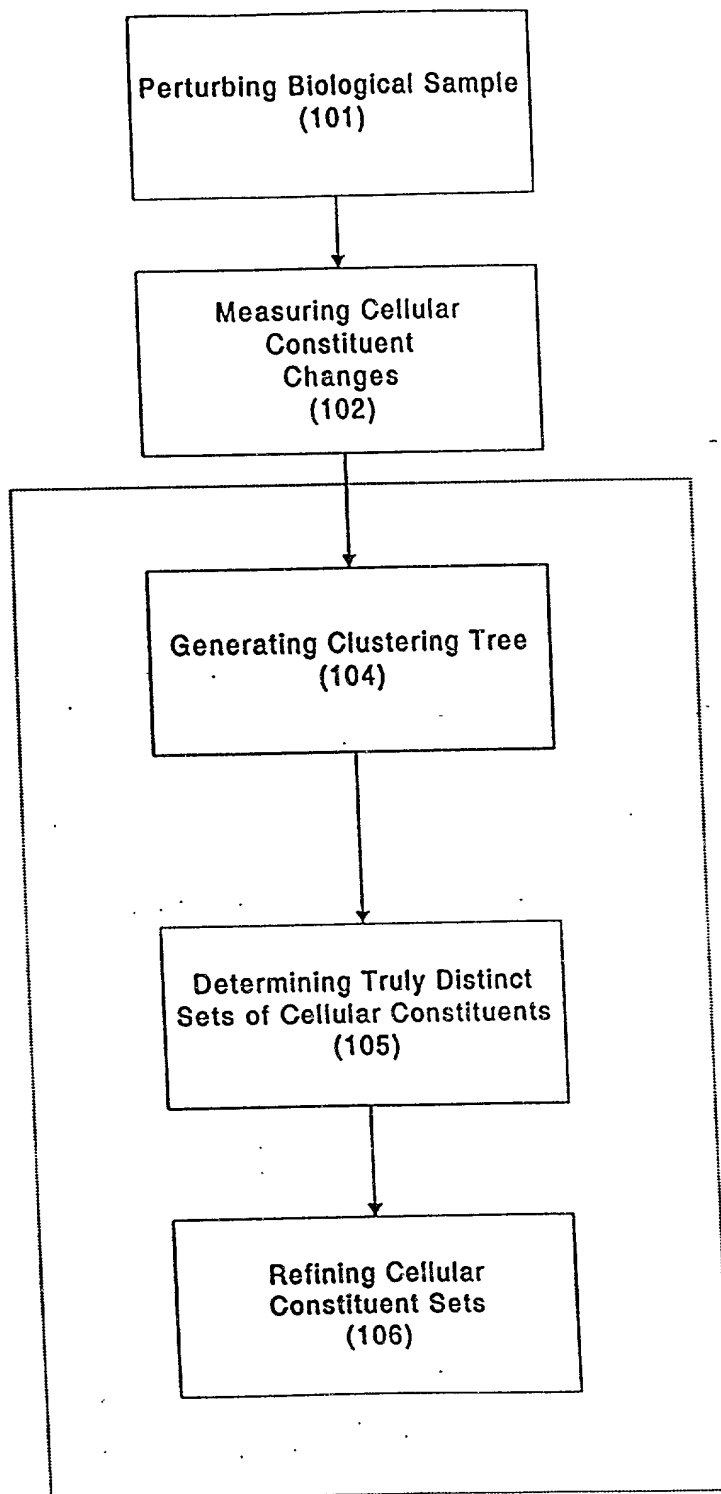 Perturbing Biological Sample
(101)
Measuring Cellular
Constituent
Changes
(102)
Generating Clustering Tree
(104)
Determining Truly Distinct
Sets of Cellular Constituents
(105)
Refining Cellular
Constituent Sets
(106)